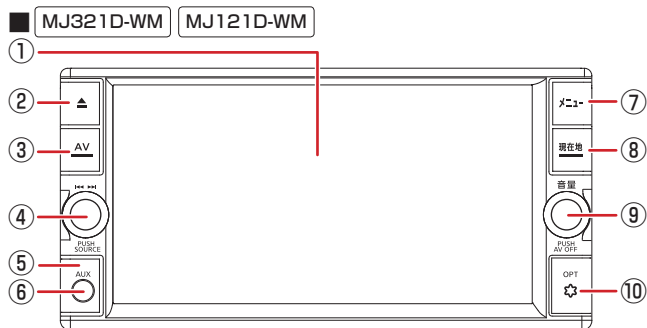 ■ MJ321D-WM MJ121D-WM
①
②
③ AV
④ PUSH SOURCE
⑤ AUX
⑥
メニュー ⑦
現在地 ⑧
音量
⑨
PUSH AV OFF
OPT
⑩